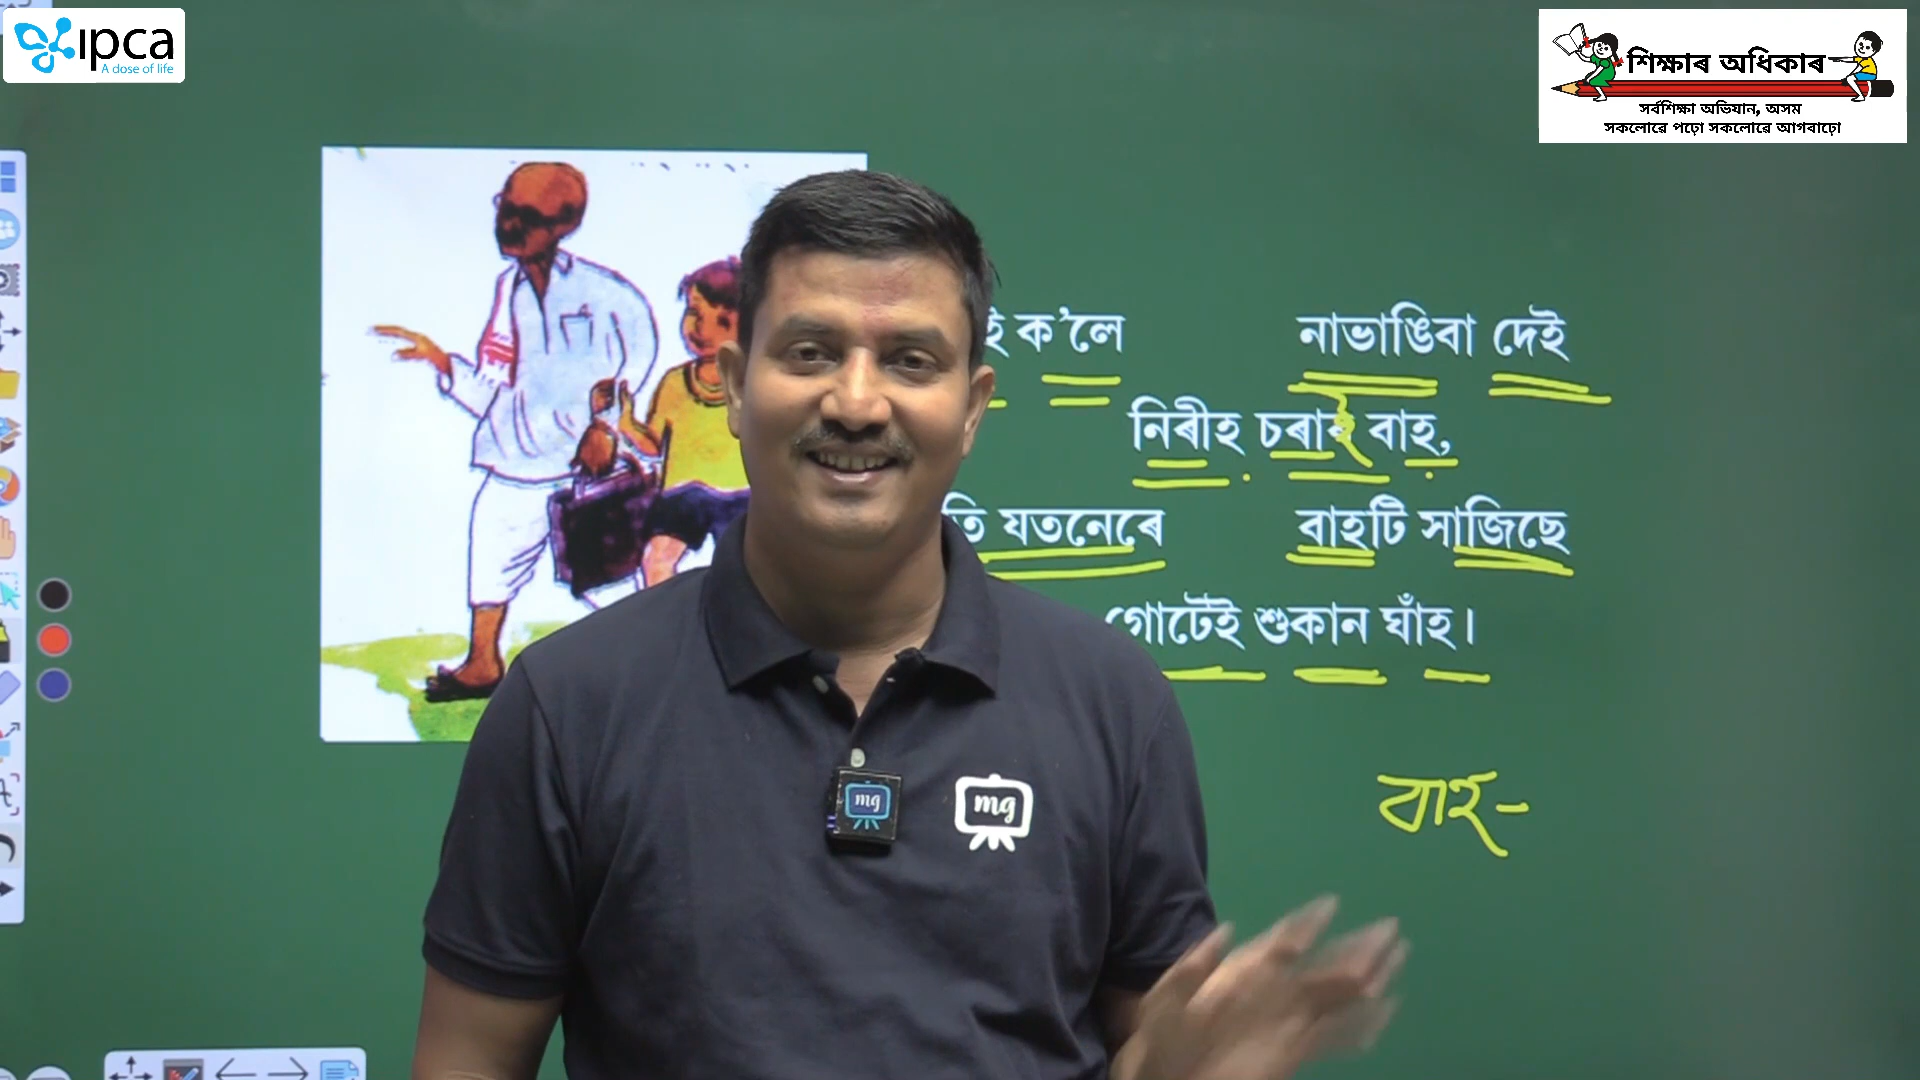 ipca
A dose of life
শিক্ষাৰ অধিকাৰ
সৰ্বশিক্ষা অভিযান, অসম
সকলোৱে পঢ়ো সকলোৱে আগবাঢ়ো
ক'লে নাভাঙিবা দেই
নিৰীহ চৰাই বাহ,
যতনেৰে বাহটি সাজিছে
গোটেই শুকান ঘাঁহ।
বাহ-
mg
mg